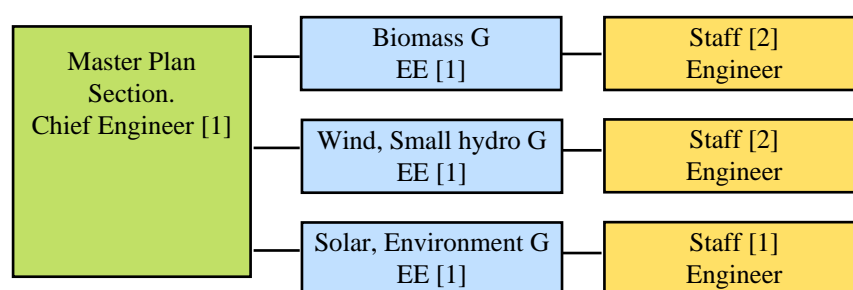 Master Plan
Section.
Chief Engineer [1]
Biomass G
EE [1]
Staff [2]
Engineer
Wind, Small hydro G
EE [1]
Staff [2]
Engineer
Solar, Environment G
EE [1]
Staff [1]
Engineer